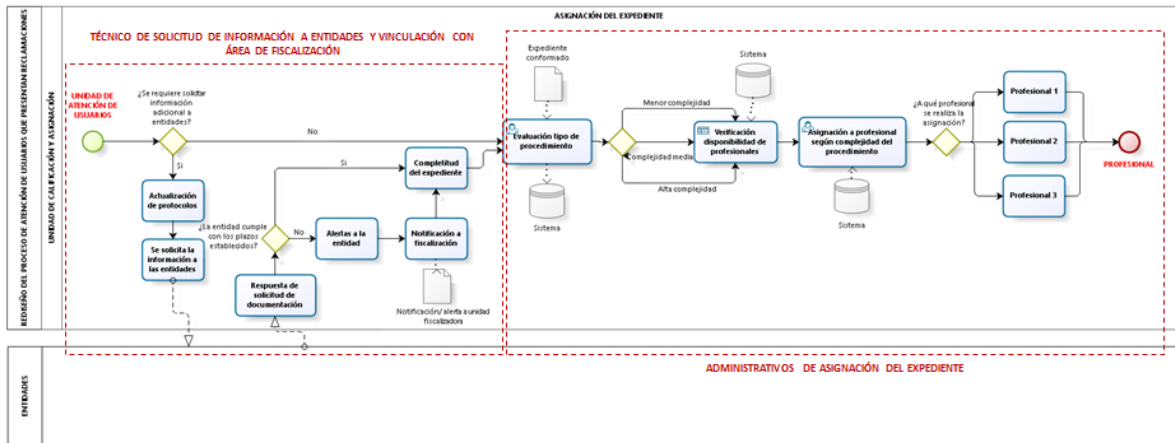 ASIGNACIÓN DEL EXPEDIENTE
REDISEÑO DEL PROCESO DE ATENCIÓN DE USUARIOS QUE PRESENTAN RECLAMACIONES
UNIDAD DE CALIFICACIÓN Y ASIGNACIÓN
TÉCNICO DE SOLICITUD DE INFORMACIÓN A ENTIDADES Y VINCULACIÓN CON
ÁREA DE FISCALIZACIÓN
UNIDAD DE
ATENCIÓN DE
USUARIOS
¿Se requiere solicitar
información
adicional a
entidades?
No
Si
Actualización
de protocolos
Se solicita la
información a
las entidades
¿La entidad cumple
con los plazos
establecidos?
Si
No
Respuesta de
solicitud de
documentación
Alertas a la
entidad
Completitud
del expediente
Notificación a
fiscalización
Notificación/ alerta a unidad
fiscalizadora
Expediente
conformado
Evaluación tipo de
procedimiento
Sistema
Menor complejidad
Complejidad media
Alta complejidad
Sistema
Verificación
disponibilidad de
profesionales
Asignación a profesional
según complejidad del
procedimiento
Sistema
¿A qué profesional
se realiza la
asignación?
Profesional 1
Profesional 2
Profesional 3
PROFESIONAL
ADMINISTRATIVOS DE ASIGNACIÓN DEL EXPEDIENTE
ENTIDADES